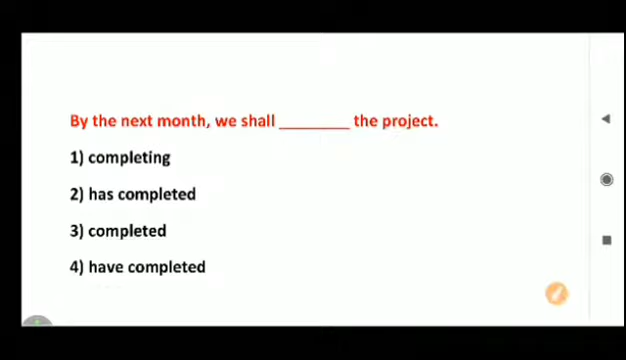 By the next month, we shall ________ the project.
1) completing
2) has completed
3) completed
4) have completed